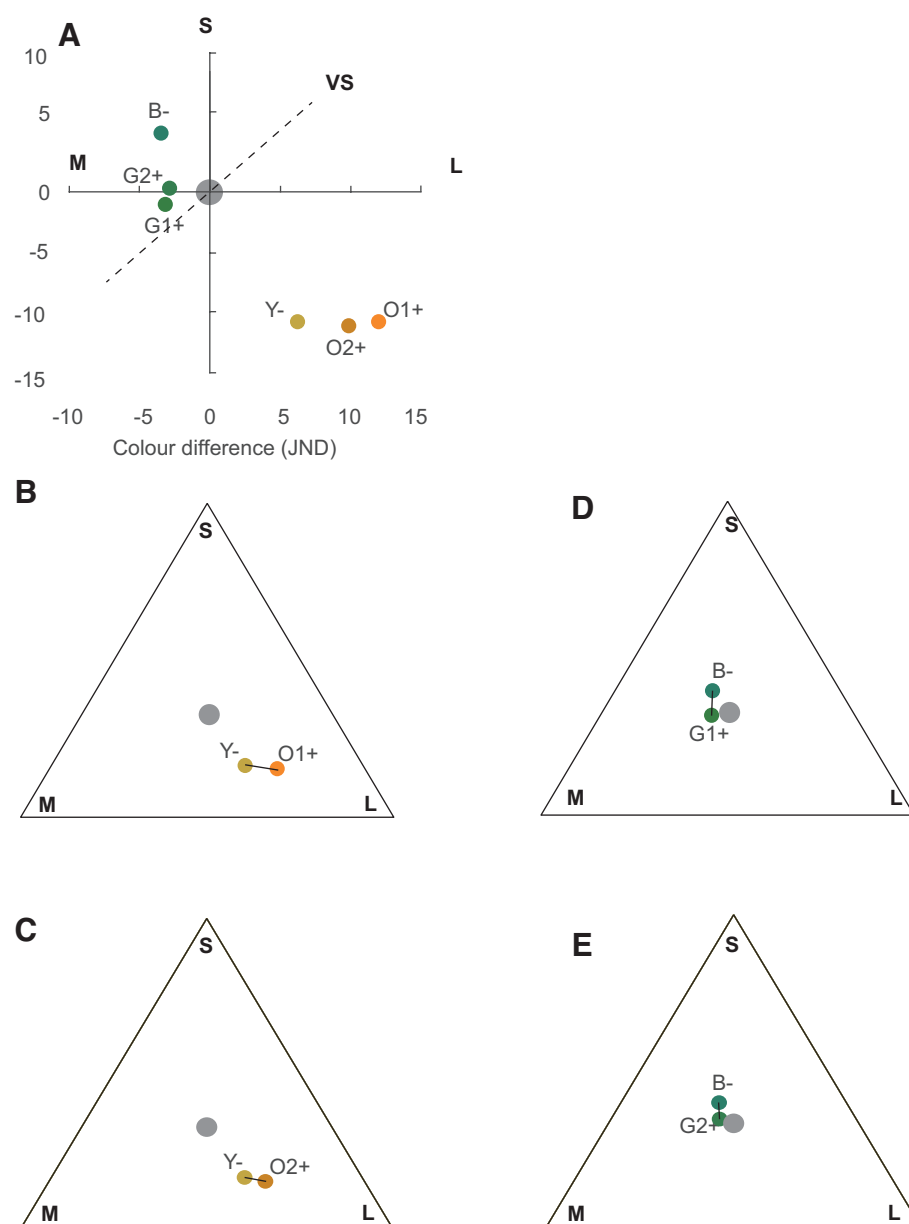 A
S
10
VS
B-
5
M
L
G2+
0
G1+
-5
Y-
O1+
-10
O2+
-15
-10 -5 0 5 10 15
Colour difference (JND)
B
S
Y- O1+
M L
D
S
B-
G1+
M L
C
S
Y- O2+
M L
E
S
B-
G2+
M L